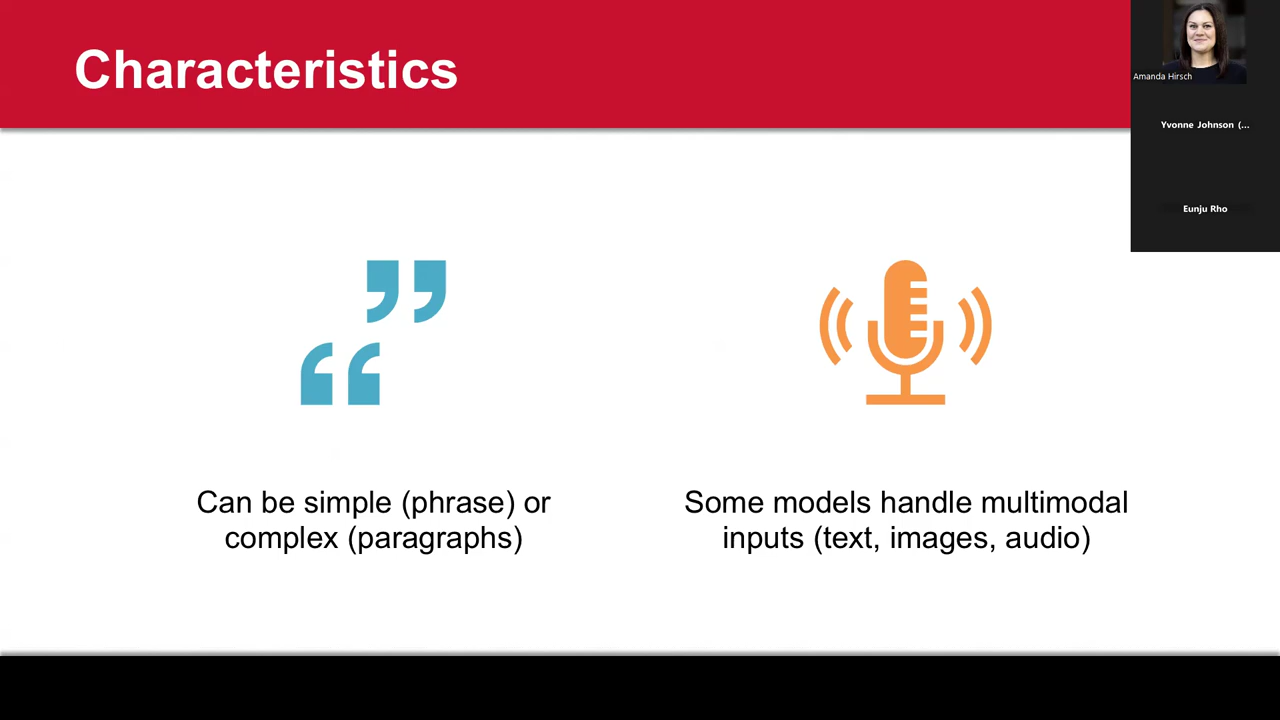 Characteristics
Amanda Hirsch
Yvonne Johnson (...
Eunju Rho
Can be simple (phrase) or
complex (paragraphs)
Some models handle multimodal
inputs (text, images, audio)